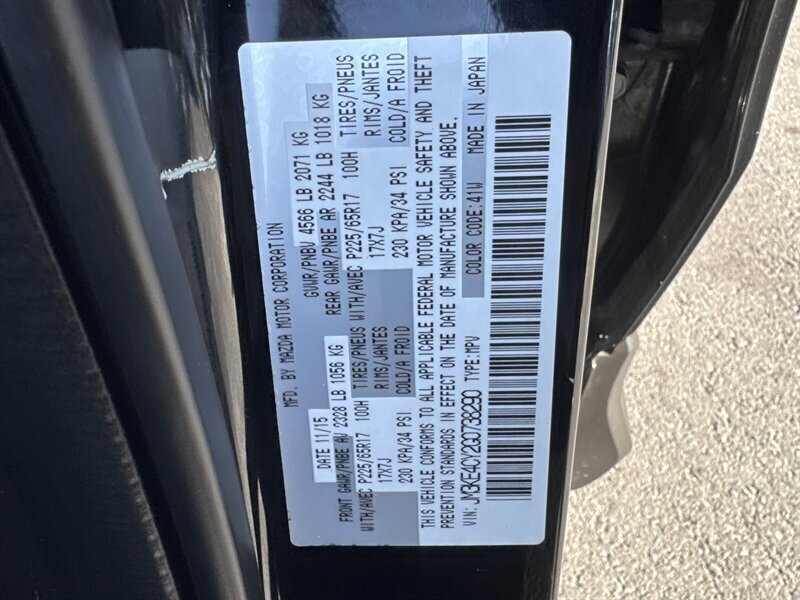 MFD. BY MAZDA MOTOR CORPORATION
DATE 11/15 GVWR/PNBV 4566 LB 2071 KG
FRONT GAWR/PNBE AV 2328 LB 1056 KG REAR GAWR/PNBE AR 2244 LB 1018 KG
WITH/AVEC P225/65R17 100H TIRES/PNEUS WITH/AVEC P225/65R17 100H TIRES/PNEUS
17X7J RIMS/JANTES 17X7J RIMS/JANTES
230 KPA/34 PSI COLD/A FROID 230 KPA/34 PSI COLD/A FROID
THIS VEHICLE CONFORMS TO ALL APPLICABLE FEDERAL MOTOR VEHICLE SAFETY AND THEFT
PREVENTION STANDARDS IN EFFECT ON THE DATE OF MANUFACTURE SHOWN ABOVE.
VIN: JM3KE4CY2G0738290 TYPE:MPV COLOR CODE:41W MADE IN JAPAN